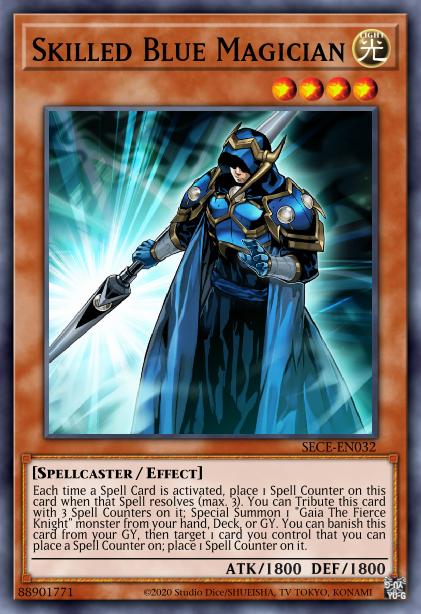 Skilled Blue Magician
LIGHT
光
SECE-EN032
[Spellcaster / Effect]
Each time a Spell Card is activated, place 1 Spell Counter on this
card when that Spell resolves (max. 3). You can Tribute this card
with 3 Spell Counters on it; Special Summon 1 "Gaia The Fierce
Knight" monster from your hand, Deck, or GY. You can banish this
card from your GY, then target 1 card you control that you can
place a Spell Counter on; place 1 Spell Counter on it.
ATK/1800 DEF/1800
88901771
©2020 Studio Dice/SHUEISHA, TV TOKYO, KONAMI